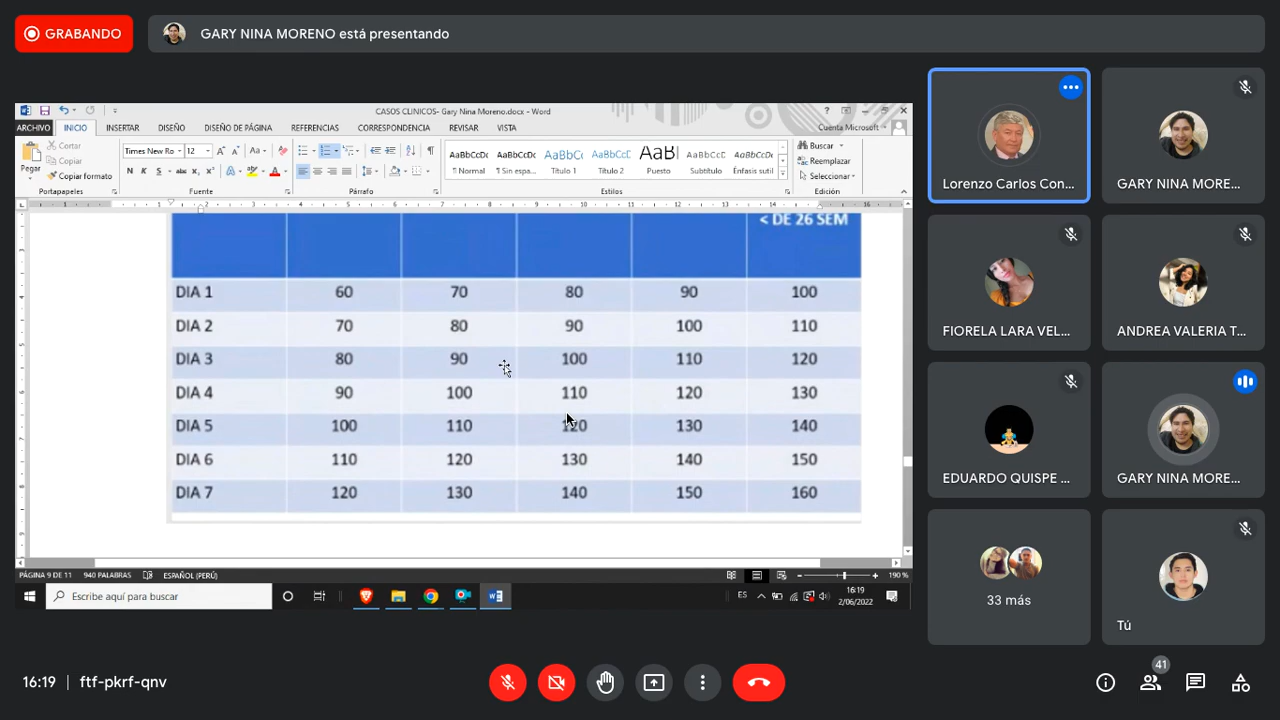 GRABANDO
GARY NINA MORENO está presentando
CASOS CLINICOS- Gary Nina Moreno.docx - Word
ARCHIVO INICIO INSERTAR DISEÑO DISEÑO DE PÁGINA REFERENCIAS CORRESPONDENCIA REVISAR VISTA Cuenta Microsoft
Pegar
Cortar
Copiar
Copiar formato
Times New Ro 12
N K S abc x₂ x²
AaBbCcDc AaBbCcDc AaBbCc AaBbCcC AaBl AaBbCcD AaBbCcDc
¶ Normal ¶ Sin espa... Título 1 Título 2 Puesto Subtítulo Énfasis sutil
Buscar
Reemplazar
Seleccionar
Portapapeles Fuente Párrafo Estilos Edición
< DE 26 SEM
DIA 1 60 70 80 90 100
DIA 2 70 80 90 100 110
DIA 3 80 90 100 110 120
DIA 4 90 100 110 120 130
DIA 5 100 110 120 130 140
DIA 6 110 120 130 140 150
DIA 7 120 130 140 150 160
PÁGINA 9 DE 11 940 PALABRAS ESPAÑOL (PERÚ) 190 %
Escribe aquí para buscar
ES
16:19
2/06/2022
Lorenzo Carlos Con...
GARY NINA MORE...
FIORELA LARA VEL...
ANDREA VALERIA T...
EDUARDO QUISPE ...
GARY NINA MORE...
33 más
Tú
16:19 | ftf-pkrf-qnv
41